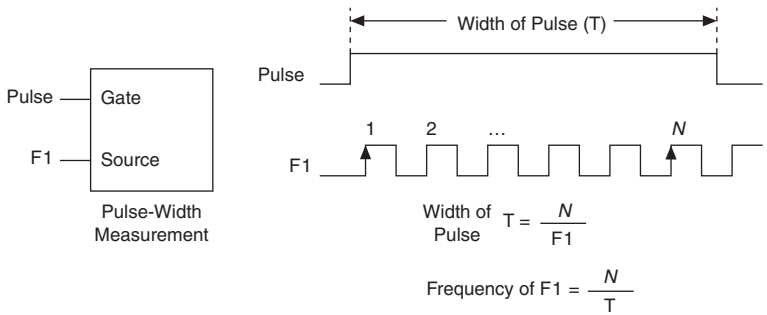 Width of Pulse (T)
Pulse
Pulse
Gate
F1
Source
1 2 ... N
F1
Pulse-Width
Measurement
Width of
Pulse
T = N
F1
Frequency of F1 = N
T